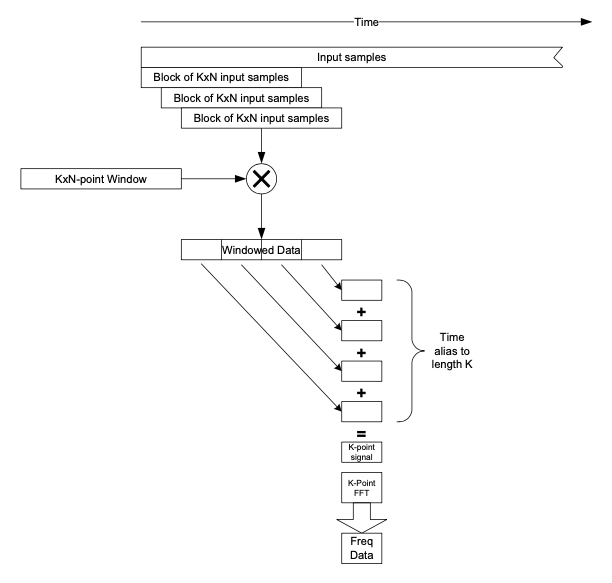 Time
Input samples
Block of KxN input samples
Block of KxN input samples
Block of KxN input samples
KxN-point Window
Windowed Data
+
+
+
Time
alias to
length K
=
K-point
signal
K-Point
FFT
Freq
Data